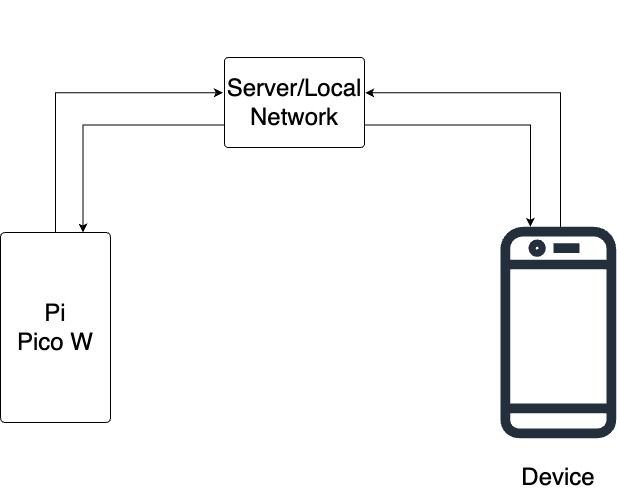 Server/Local
Network
Pi
Pico W
Device